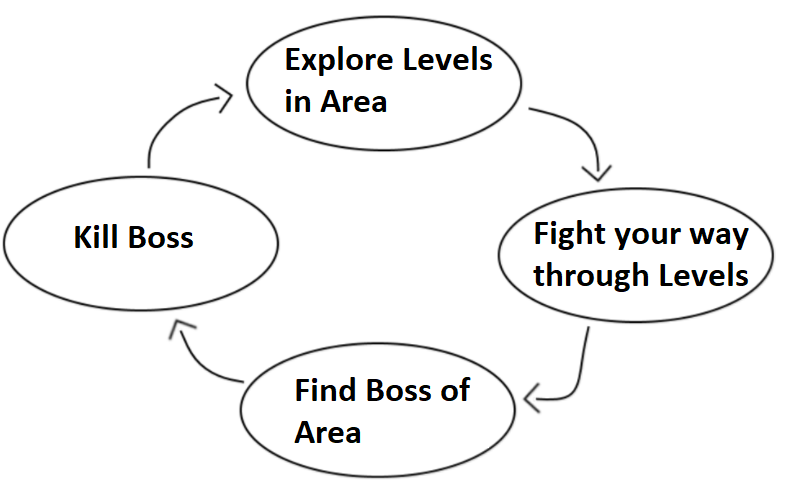 Explore Levels
in Area
Kill Boss
Fight your way
through Levels
Find Boss of
Area